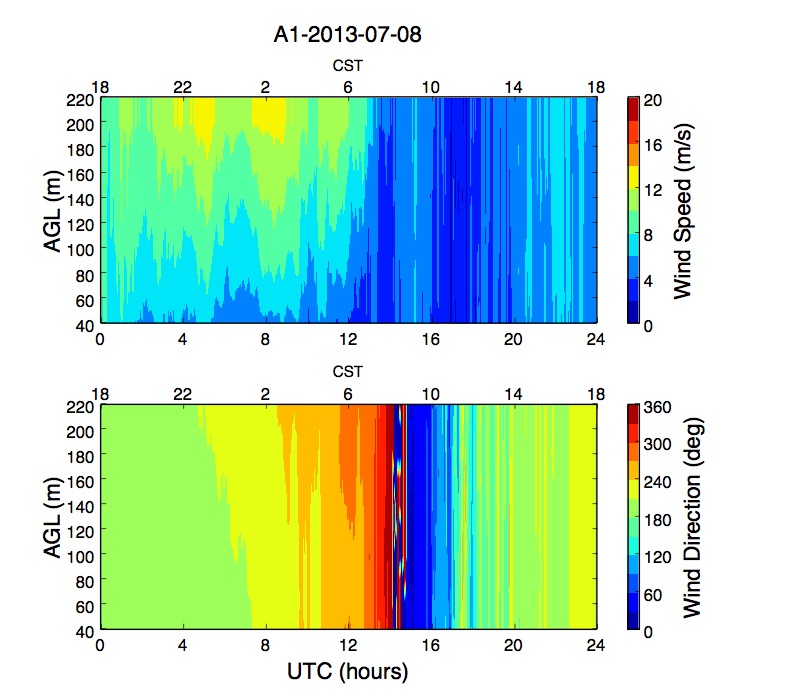 A1-2013-07-08
CST
18 22 2 6 10 14 18
220
200
180
160
140
120
100
80
60
40
AGL (m)
0 4 8 12 16 20 24
20
16
12
8
4
0
Wind Speed (m/s)
CST
18 22 2 6 10 14 18
220
200
180
160
140
120
100
80
60
40
AGL (m)
0 4 8 12 16 20 24
UTC (hours)
360
300
240
180
120
60
0
Wind Direction (deg)